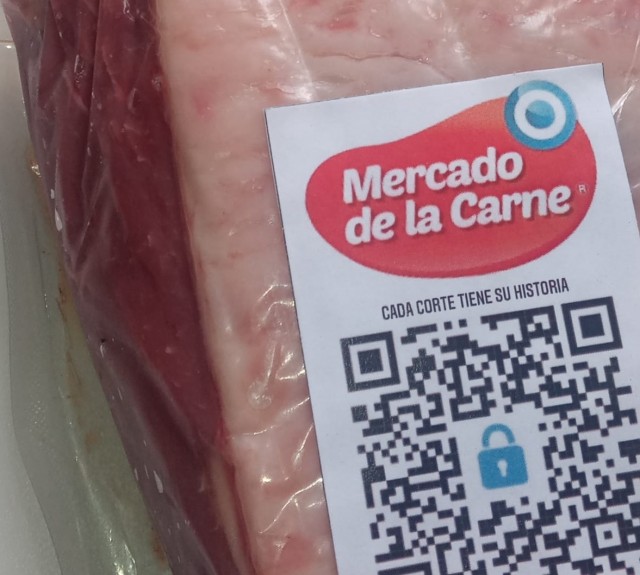 Mercado
de la Carne ®
CADA CORTE TIENE SU HISTORIA